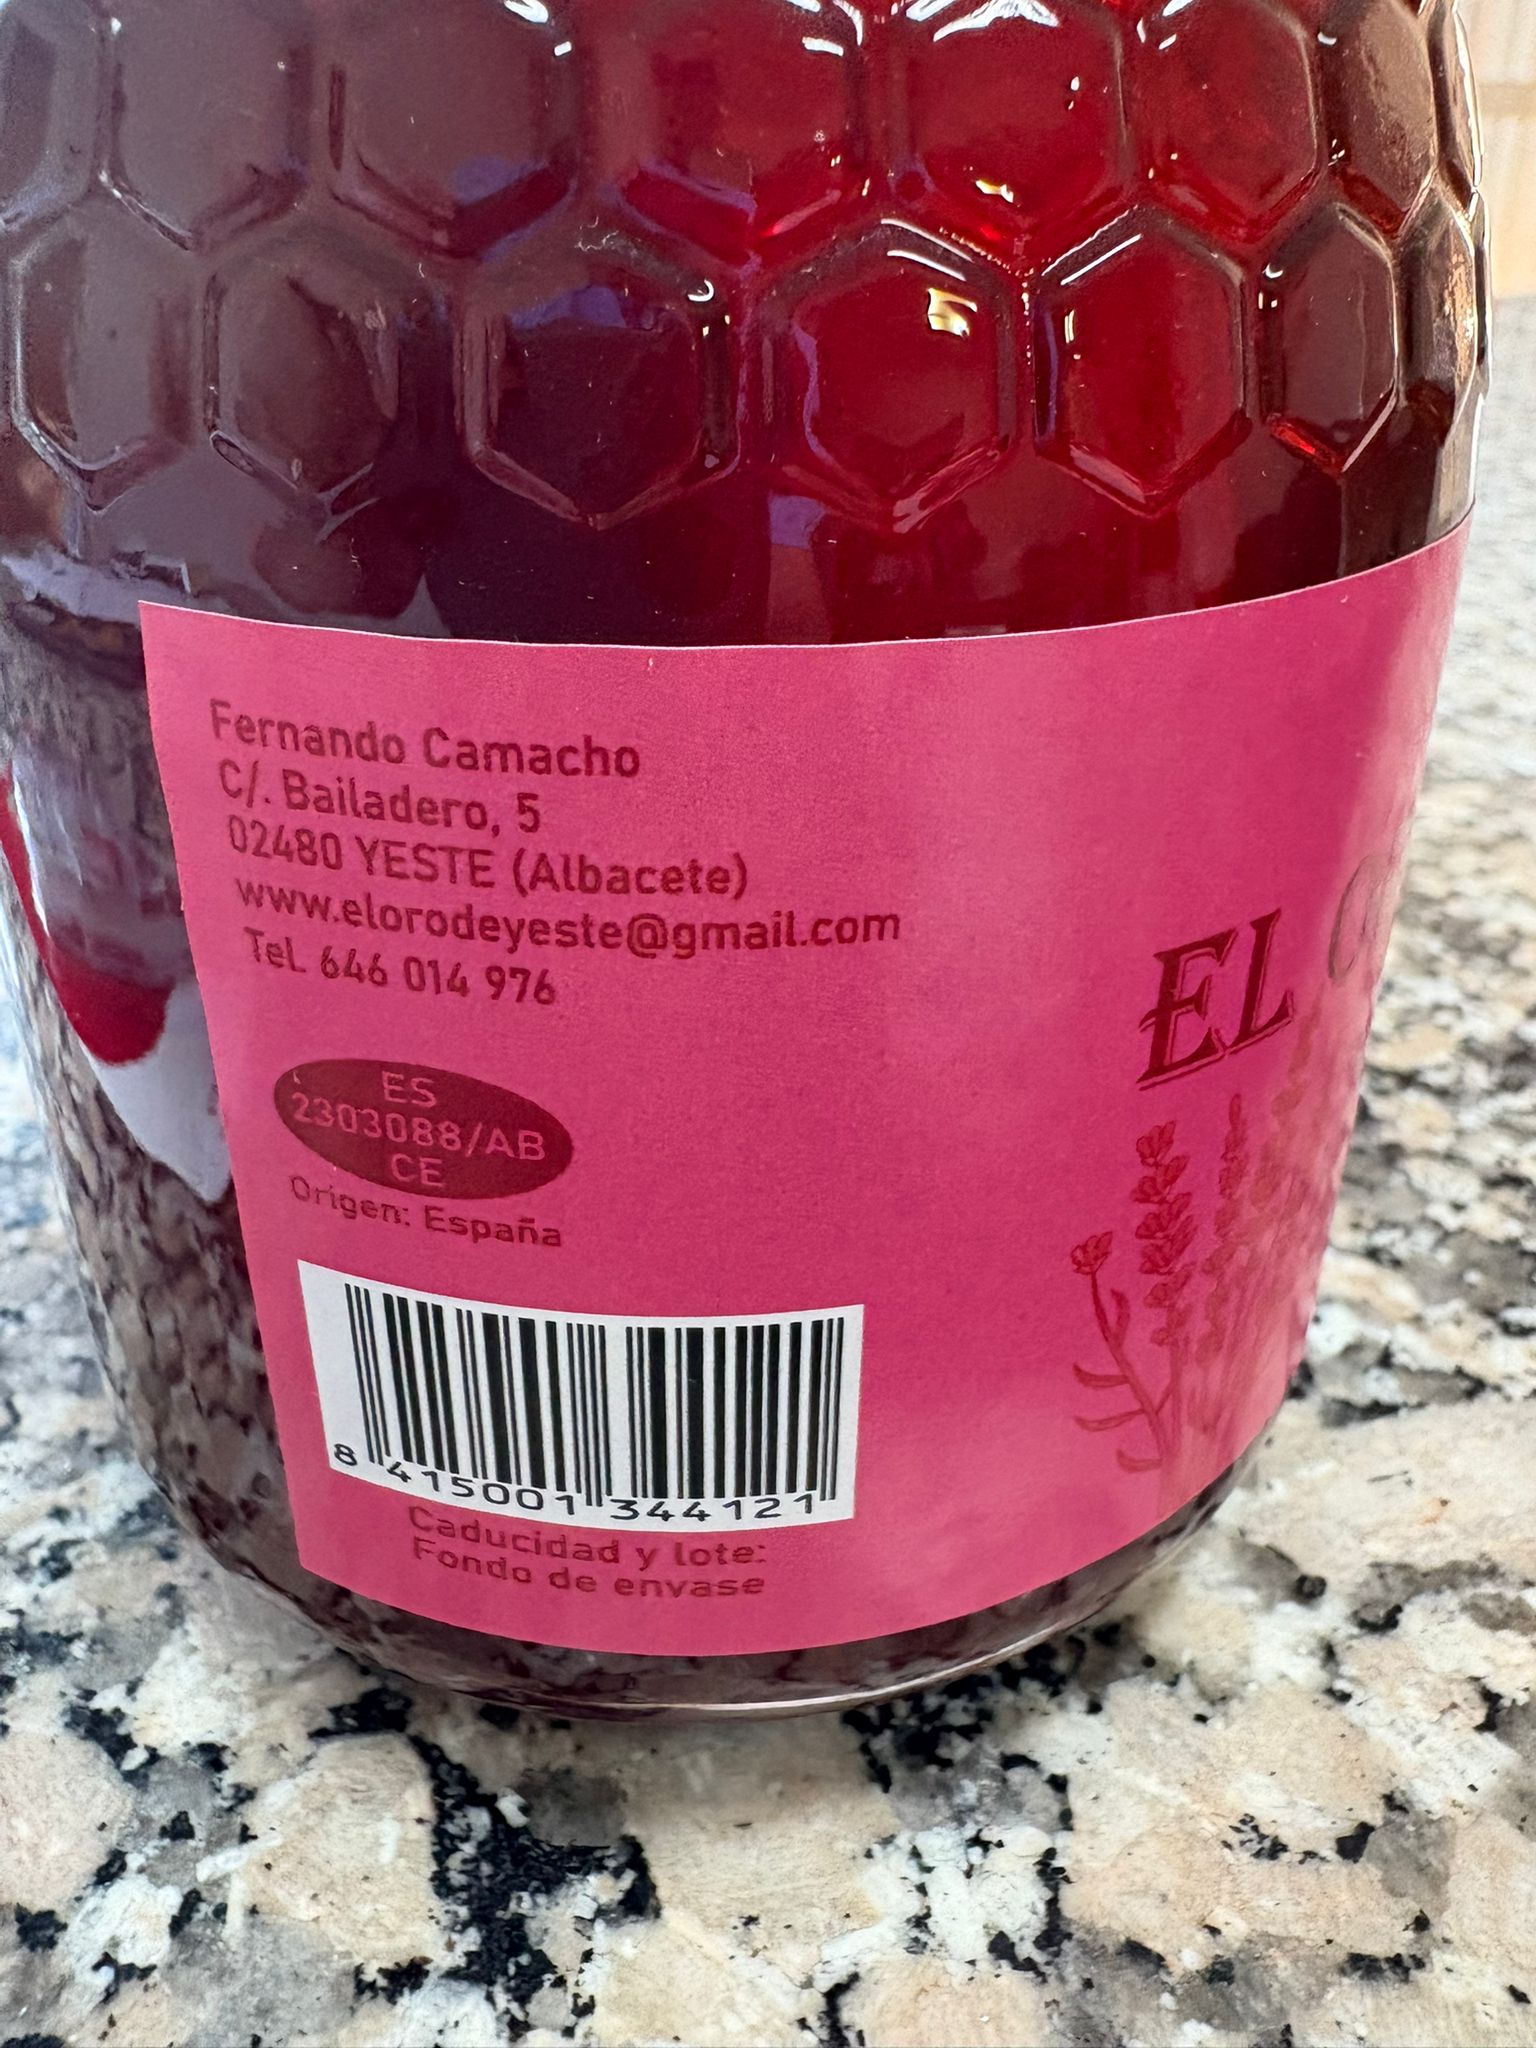 Fernando Camacho
C/. Bailadero, 5
02480 YESTE (Albacete)
www.elorodeyeste@gmail.com
Tel. 646 014 976
EL
ES
2303088/AB
CE
Origen: España
8 415001 344121
Caducidad y lote:
Fondo de envase